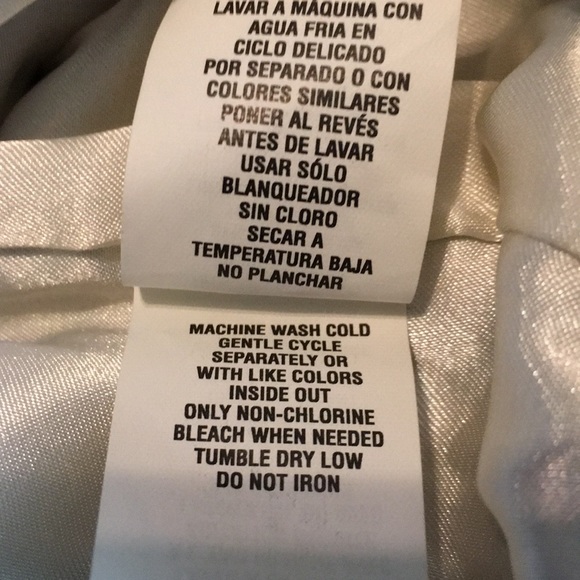 LAVAR A MÁQUINA CON
AGUA FRIA EN
CICLO DELICADO
POR SEPARADO O CON
COLORES SIMILARES
PONER AL REVÉS
ANTES DE LAVAR
USAR SÓLO
BLANQUEADOR
SIN CLORO
SECAR A
TEMPERATURA BAJA
NO PLANCHAR
MACHINE WASH COLD
GENTLE CYCLE
SEPARATELY OR
WITH LIKE COLORS
INSIDE OUT
ONLY NON-CHLORINE
BLEACH WHEN NEEDED
TUMBLE DRY LOW
DO NOT IRON